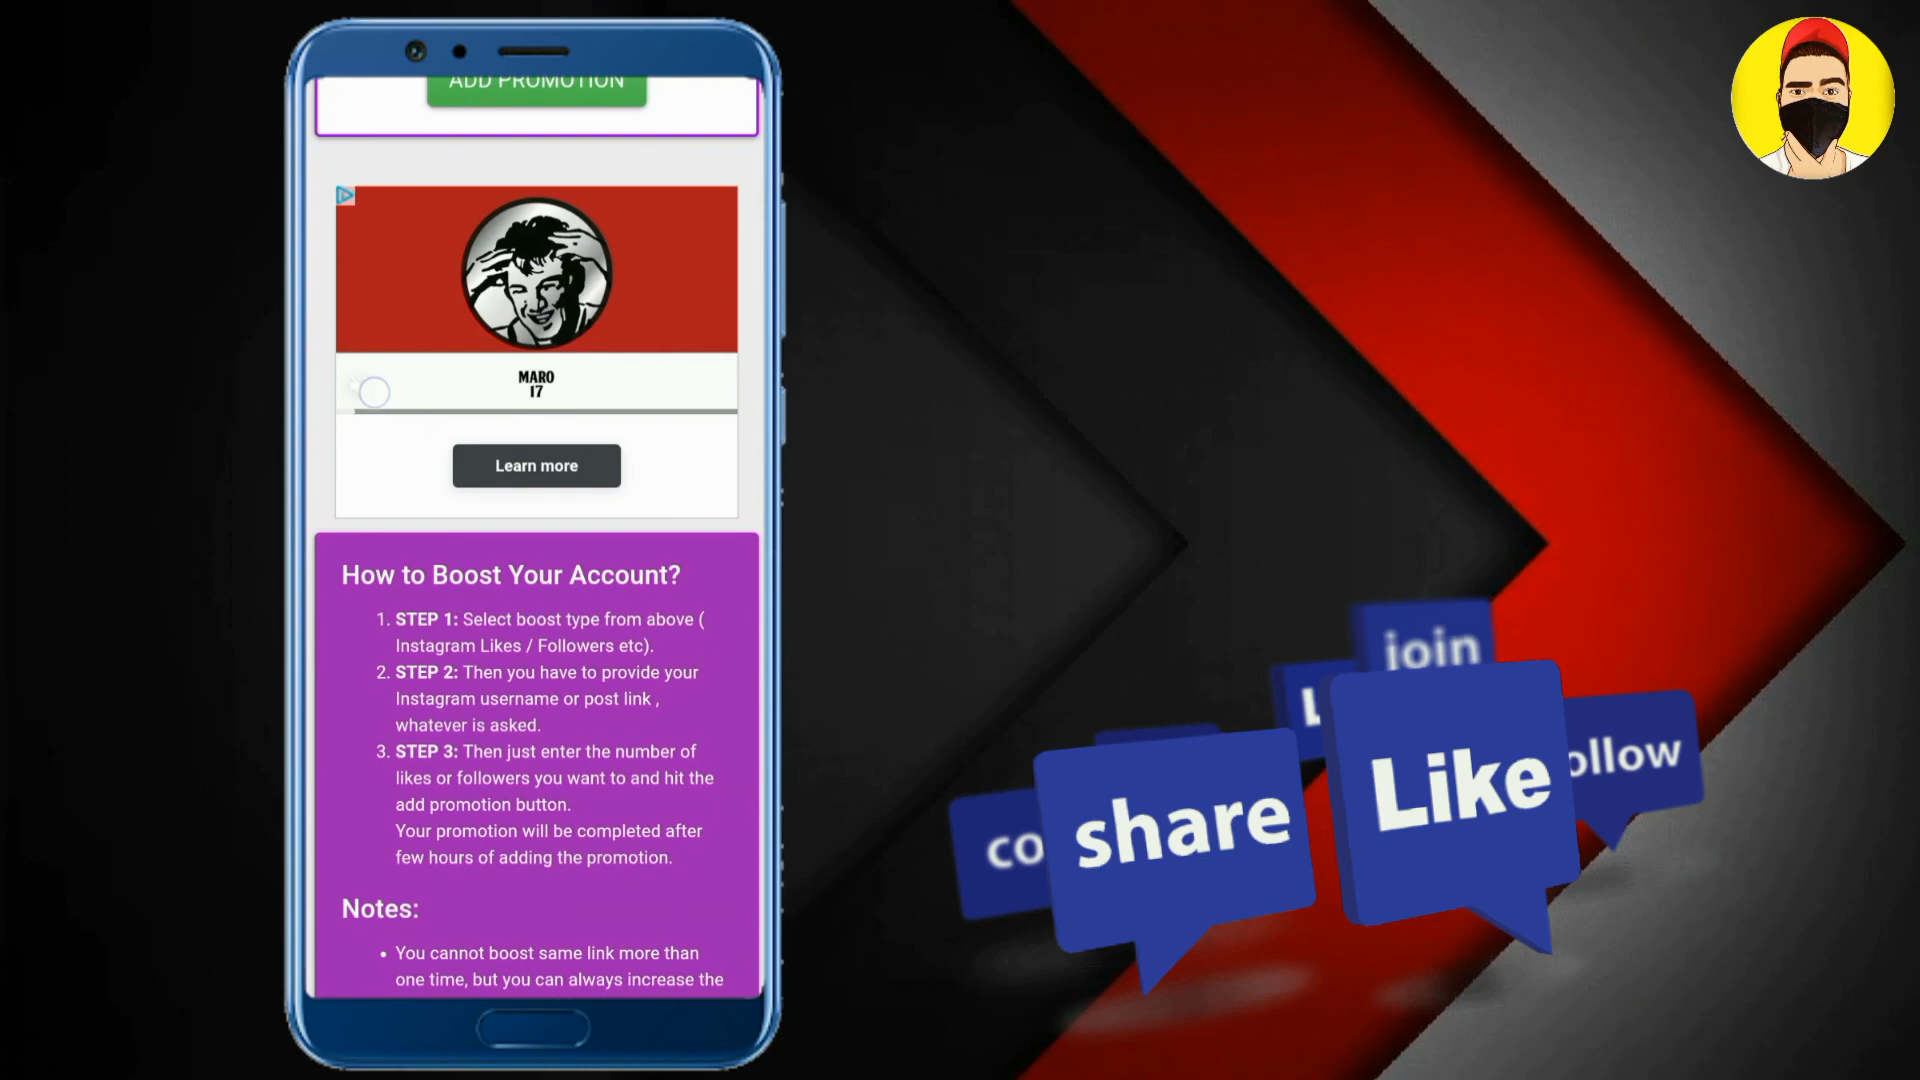 ADD PROMOTION
MARO
17
Learn more
How to Boost Your Account?
1. STEP 1: Select boost type from above (
Instagram Likes / Followers etc).
2. STEP 2: Then you have to provide your
Instagram username or post link ,
whatever is asked.
3. STEP 3: Then just enter the number of
likes or followers you want to and hit the
add promotion button.
Your promotion will be completed after
few hours of adding the promotion.
Notes:
• You cannot boost same link more than
one time, but you can always increase the
join
L
Like
ollow
share
co